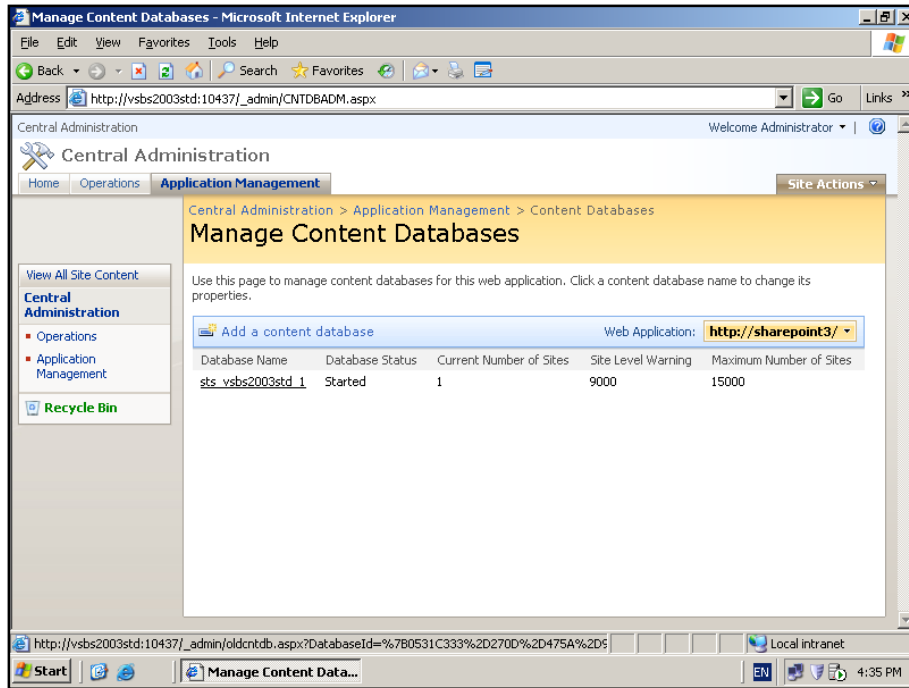 Manage Content Databases - Microsoft Internet Explorer
File Edit View Favorites Tools Help
Back Search Favorites
Address http://vsbs2003std:10437/_admin/CNTDBADM.aspx Go Links »
Central Administration Welcome Administrator
Central Administration
Home Operations Application Management Site Actions
Central Administration > Application Management > Content Databases
Manage Content Databases
View All Site Content
Central
Administration
Operations
Application
Management
Recycle Bin
Use this page to manage content databases for this web application. Click a content database name to change its
properties.
Add a content database Web Application: http://sharepoint3/
Database Name Database Status Current Number of Sites Site Level Warning Maximum Number of Sites
sts_vsbs2003std_1 Started 1 9000 15000
http://vsbs2003std:10437/_admin/oldcntdb.aspx?DatabaseId=%7B0531C333%2D270D%2D475A%2D9 Local intranet
Start Manage Content Data... EN 4:35 PM